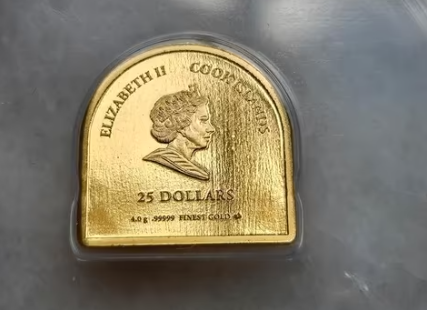 ELIZABETH II COOK ISLANDS
25 DOLLARS
4.0 g .99999 FINEST GOLD